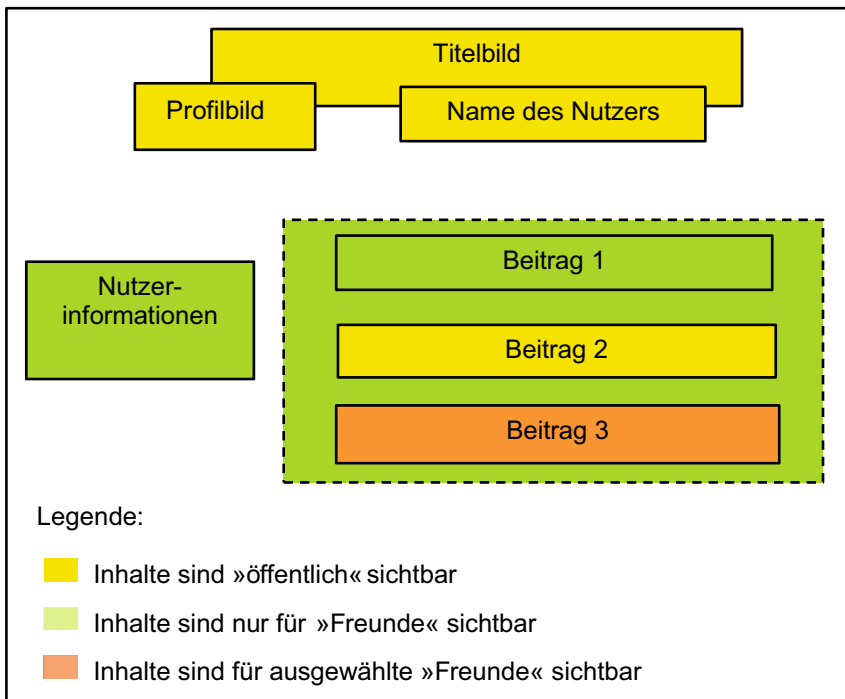 Titelbild
Profilbild
Name des Nutzers
Nutzer-
informationen
Beitrag 1
Beitrag 2
Beitrag 3
Legende:
Inhalte sind »öffentlich« sichtbar
Inhalte sind nur für »Freunde« sichtbar
Inhalte sind für ausgewählte »Freunde« sichtbar